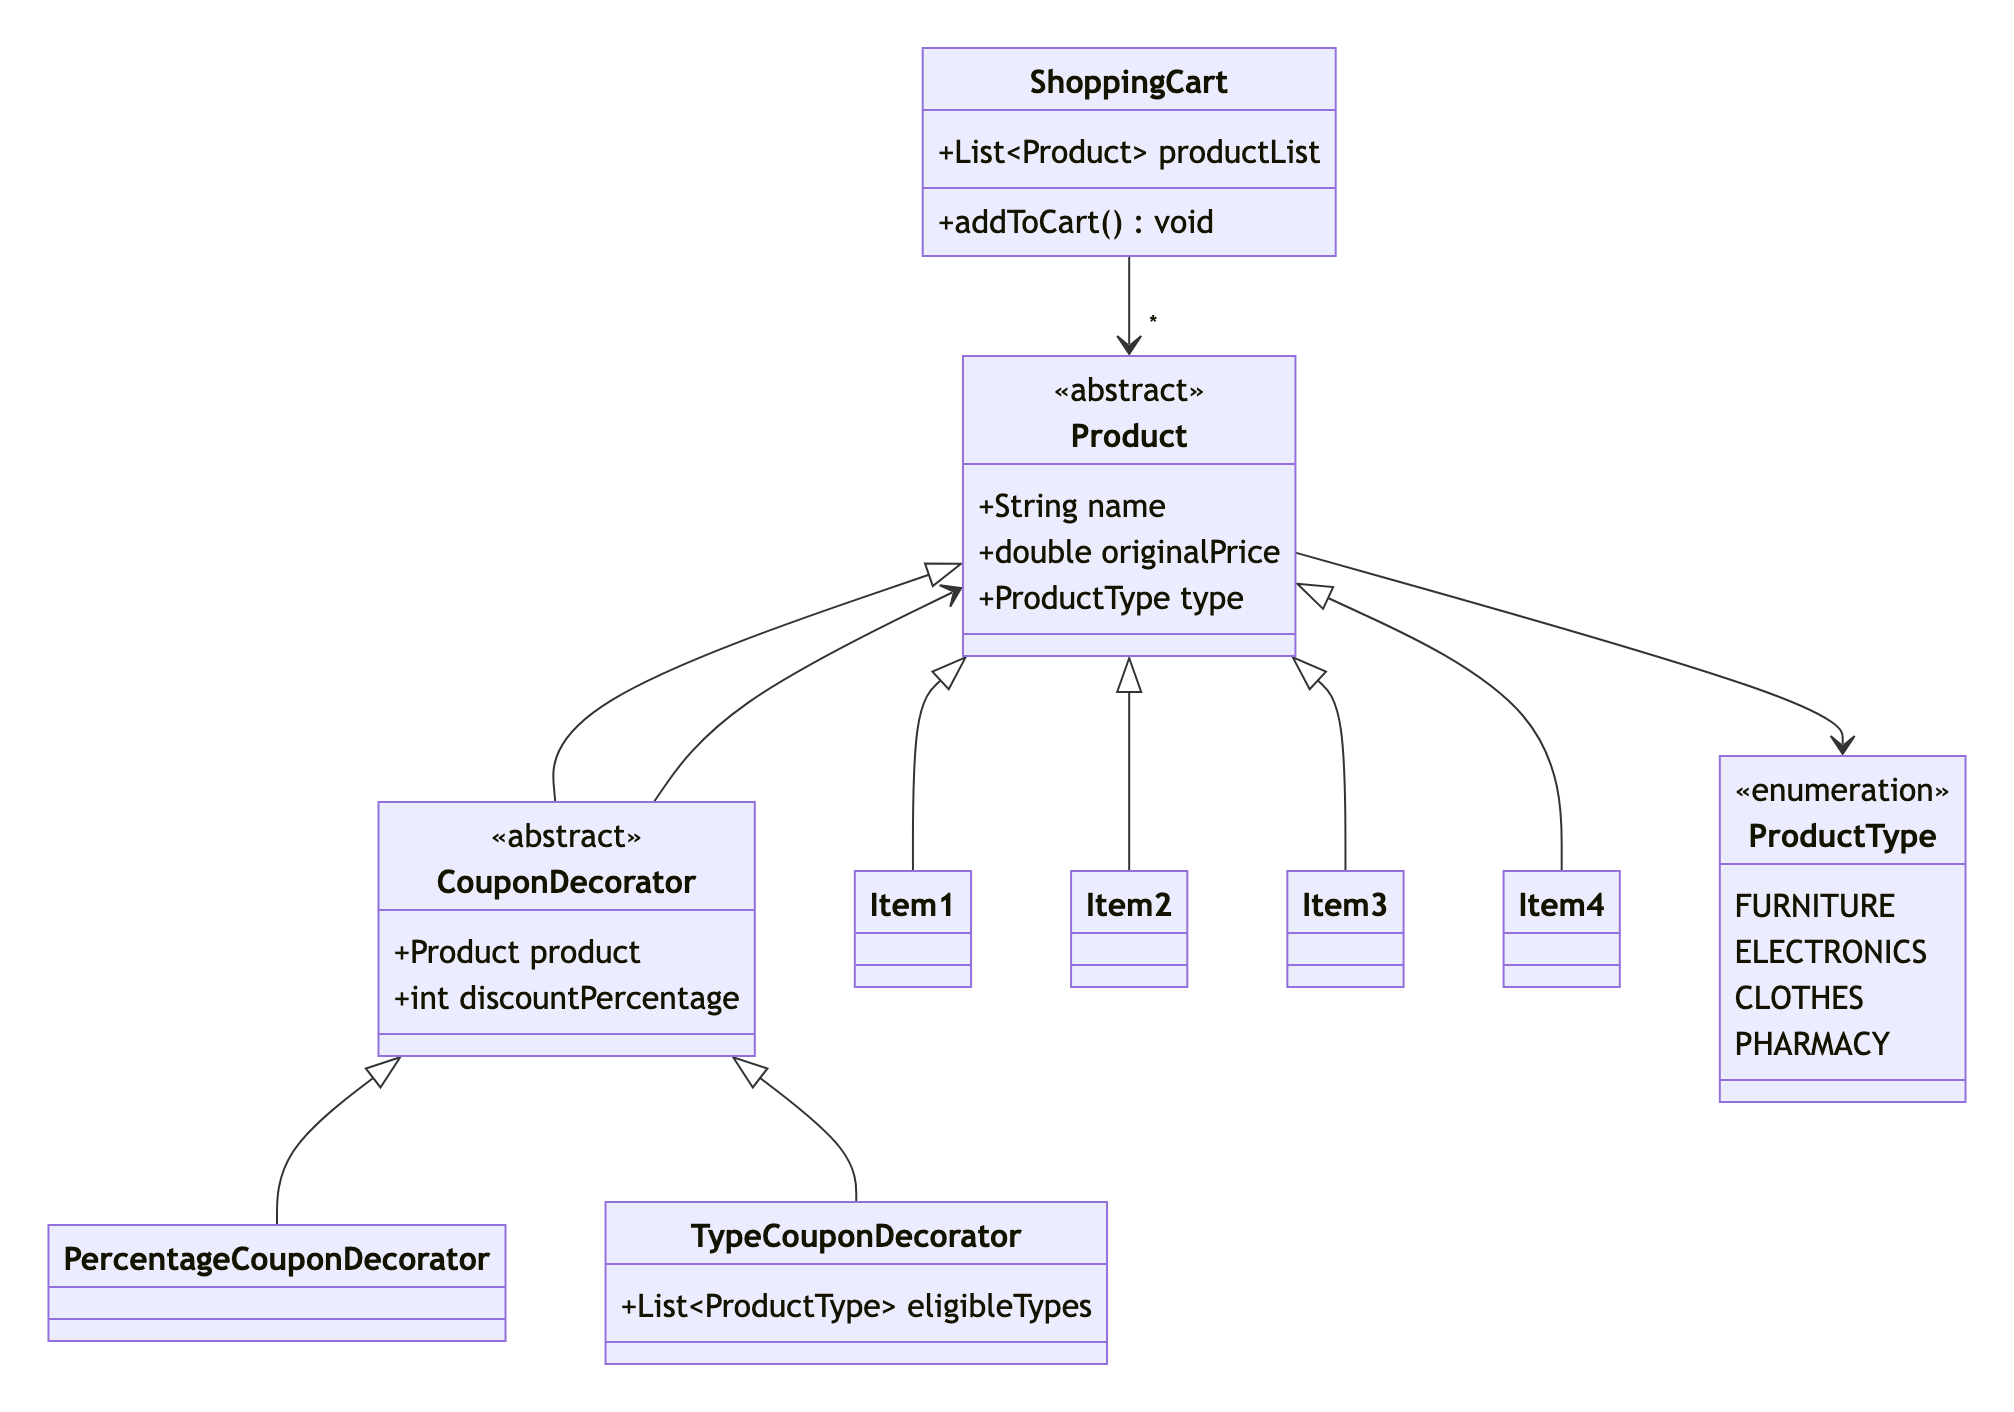 ShoppingCart
+List<Product> productList
+addToCart() : void
*
«abstract»
Product
+String name
+double originalPrice
+ProductType type
«abstract»
CouponDecorator
+Product product
+int discountPercentage
Item1
Item2
Item3
Item4
«enumeration»
ProductType
FURNITURE
ELECTRONICS
CLOTHES
PHARMACY
PercentageCouponDecorator
TypeCouponDecorator
+List<ProductType> eligibleTypes